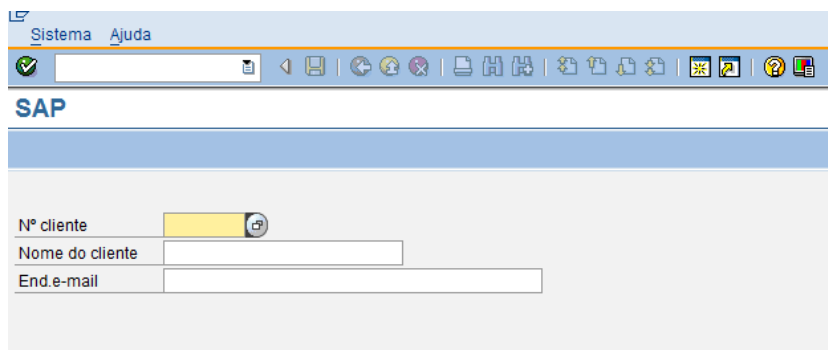 Sistema Ajuda
SAP
Nº cliente
Nome do cliente
End.e-mail